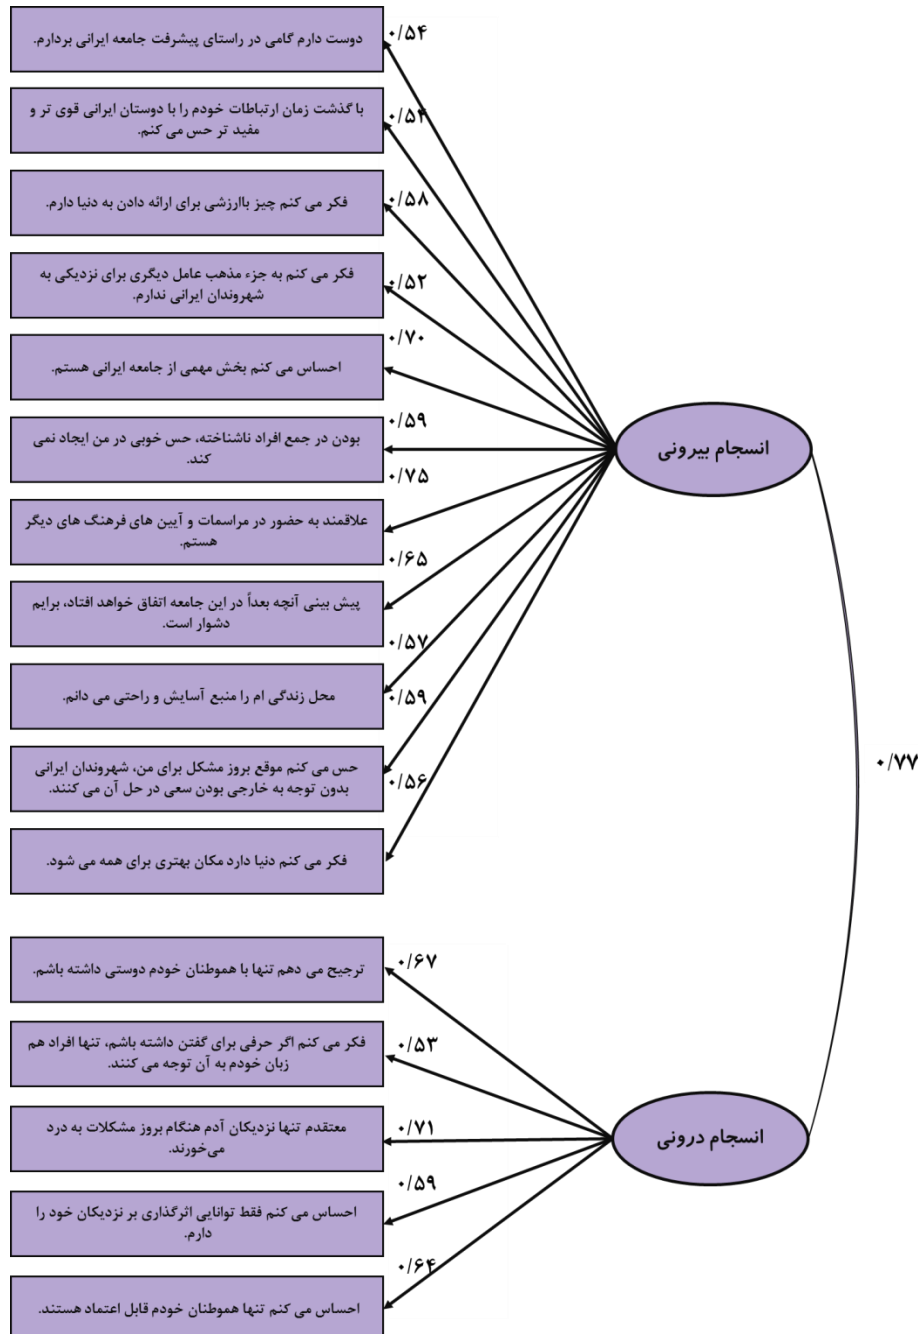 دوست دارم گامی در راستای پیشرفت جامعه ایرانی بردارم.
۰/۵۴
با گذشت زمان ارتباطات خودم را با دوستان ایرانی قوی تر و
مفید تر حس می کنم.
۰/۵۴
فکر می کنم چیز باارزشی برای ارائه دادن به دنیا دارم.
۰/۵۸
فکر می کنم به جزء مذهب عامل دیگری برای نزدیکی به
شهروندان ایرانی ندارم.
۰/۵۲
احساس می کنم بخش مهمی از جامعه ایرانی هستم.
۰/۷۰
بودن در جمع افراد ناشناخته، حس خوبی در من ایجاد نمی
کند.
۰/۵۹
علاقمند به حضور در مراسمات و آیین های فرهنگ های دیگر
هستم.
۰/۷۵
پیش بینی آنچه بعداً در این جامعه اتفاق خواهد افتاد، برایم
دشوار است.
۰/۶۵
محل زندگی ام را منبع آسایش و راحتی می دانم.
۰/۵۷
حس می کنم موقع بروز مشکل برای من، شهروندان ایرانی
بدون توجه به خارجی بودن سعی در حل آن می کنند.
۰/۵۹
فکر می کنم دنیا دارد مکان بهتری برای همه می شود.
۰/۵۶
انسجام بیرونی
۰/۷۷
ترجیح می دهم تنها با هموطنان خودم دوستی داشته باشم.
۰/۶۷
فکر می کنم اگر حرفی برای گفتن داشته باشم، تنها افراد هم
زبان خودم به آن توجه می کنند.
۰/۵۳
معتقدم تنها نزدیکان آدم هنگام بروز مشکلات به درد
می‌خورند.
۰/۷۱
احساس می کنم فقط توانایی اثرگذاری بر نزدیکان خود را
دارم.
۰/۵۹
احساس می کنم تنها هموطنان خودم قابل اعتماد هستند.
۰/۶۴
انسجام درونی